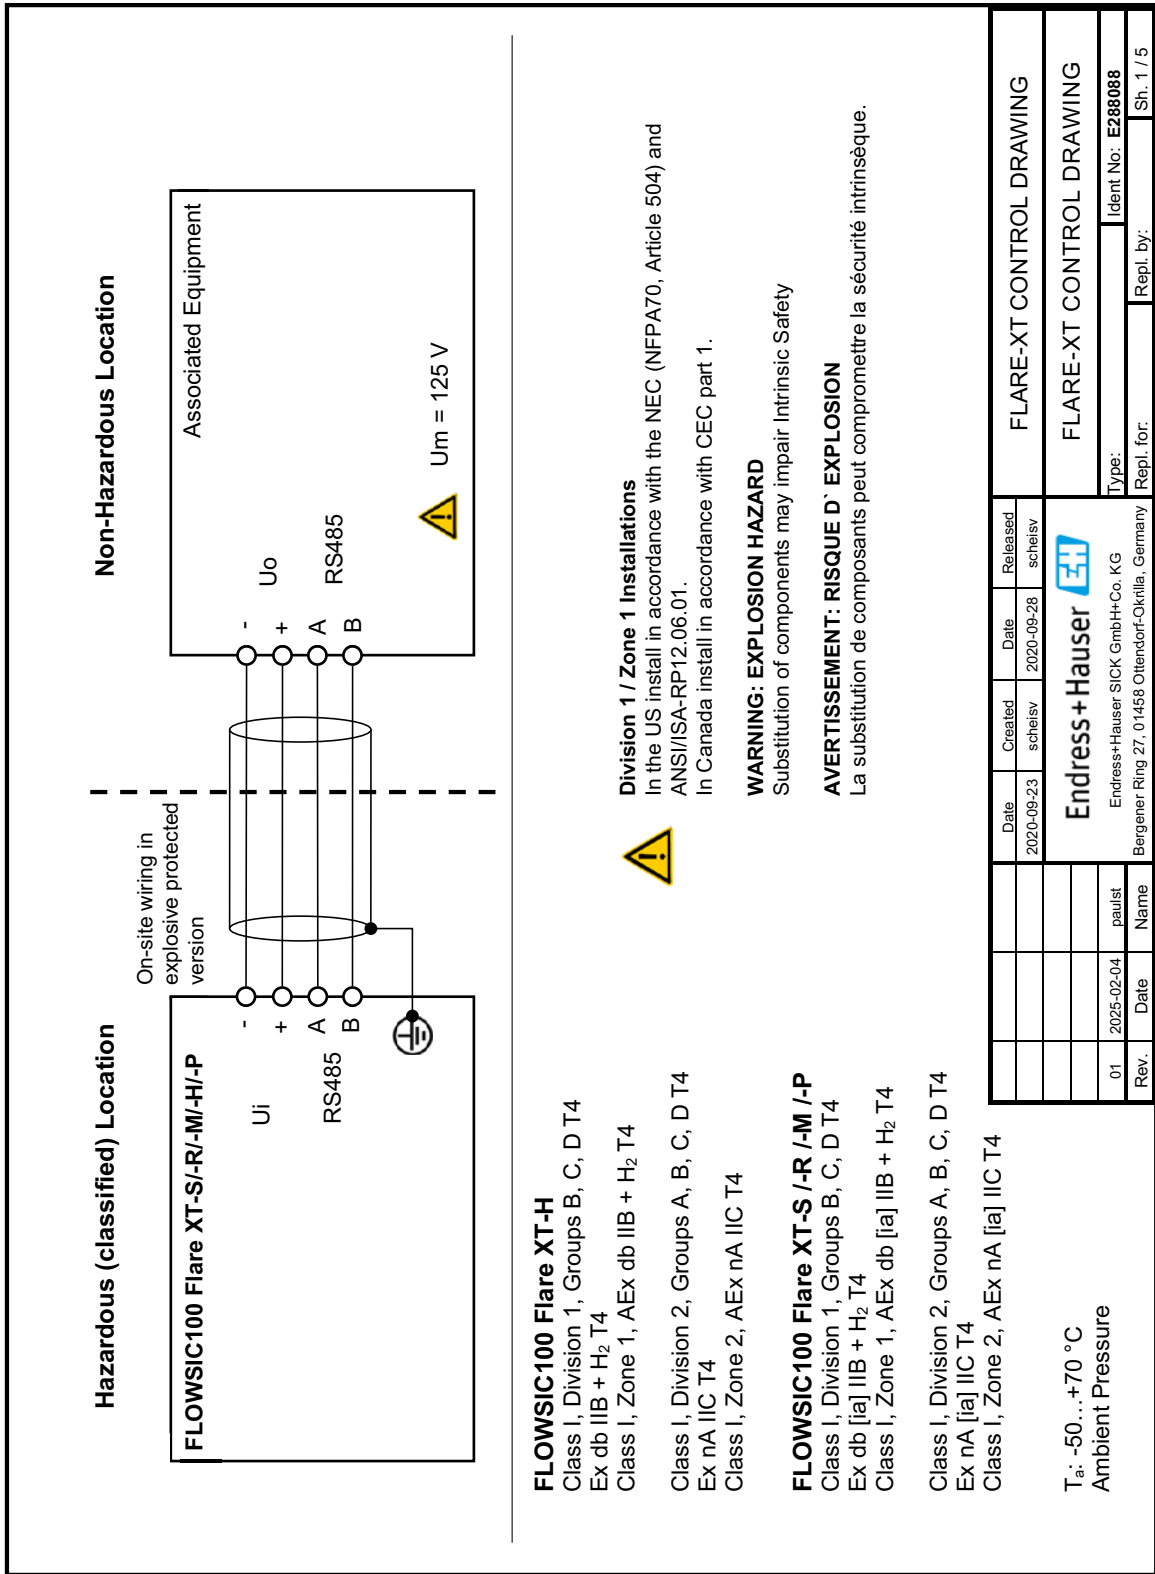 Hazardous (classified) Location
Non-Hazardous Location
On-site wiring in
explosive protected
version
FLOWSIC100 Flare XT-S/-R/-M/-H/-P
Ui
-
+
A
B
RS485
Associated Equipment
-
+
A
B
Uo
RS485
Um = 125 V
FLOWSIC100 Flare XT-H
Class I, Division 1, Groups B, C, D T4
Ex db IIB + H₂ T4
Class I, Zone 1, AEx db IIB + H₂ T4
Class I, Division 2, Groups A, B, C, D T4
Ex nA IIC T4
Class I, Zone 2, AEx nA IIC T4
FLOWSIC100 Flare XT-S /-R /-M /-P
Class I, Division 1, Groups B, C, D T4
Ex db [ia] IIB + H₂ T4
Class I, Zone 1, AEx db [ia] IIB + H₂ T4
Class I, Division 2, Groups A, B, C, D T4
Ex nA [ia] IIC T4
Class I, Zone 2, AEx nA [ia] IIC T4
Tₐ: -50...+70 °C
Ambient Pressure
Division 1 / Zone 1 Installations
In the US install in accordance with the NEC (NFPA70, Article 504) and
ANSI/ISA-RP12.06.01.
In Canada install in accordance with CEC part 1.
WARNING: EXPLOSION HAZARD
Substitution of components may impair Intrinsic Safety
AVERTISSEMENT: RISQUE D` EXPLOSION
La substitution de composants peut compromettre la sécurité intrinsèque.
01 2025-02-04 paulst
Rev. Date Name
Date Created Date Released
2020-09-23 scheisv 2020-09-28 scheisv
Endress+Hauser EH
Endress+Hauser SICK GmbH+Co. KG
Bergener Ring 27, 01458 Ottendorf-Okrilla, Germany
FLARE-XT CONTROL DRAWING
FLARE-XT CONTROL DRAWING
Type: Ident No: E288088
Repl. for: Repl. by: Sh. 1 / 5